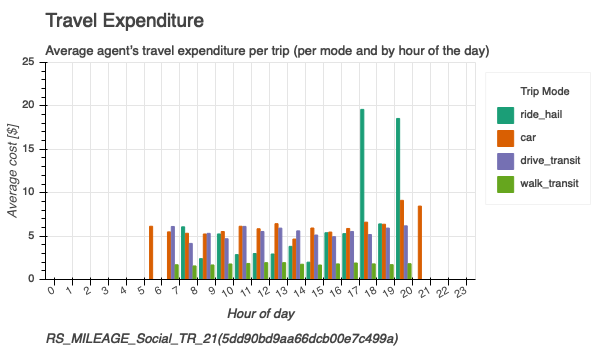 Travel Expenditure
Average agent's travel expenditure per trip (per mode and by hour of the day)
25
20
15
10
5
0
Average cost [$]
0 1 2 3 4 5 6 7 8 9 10 11 12 13 14 15 16 17 18 19 20 21 22 23
Hour of day
Trip Mode
ride_hail
car
drive_transit
walk_transit
RS_MILEAGE_Social_TR_21(5dd90bd9aa66dcb00e7c499a)